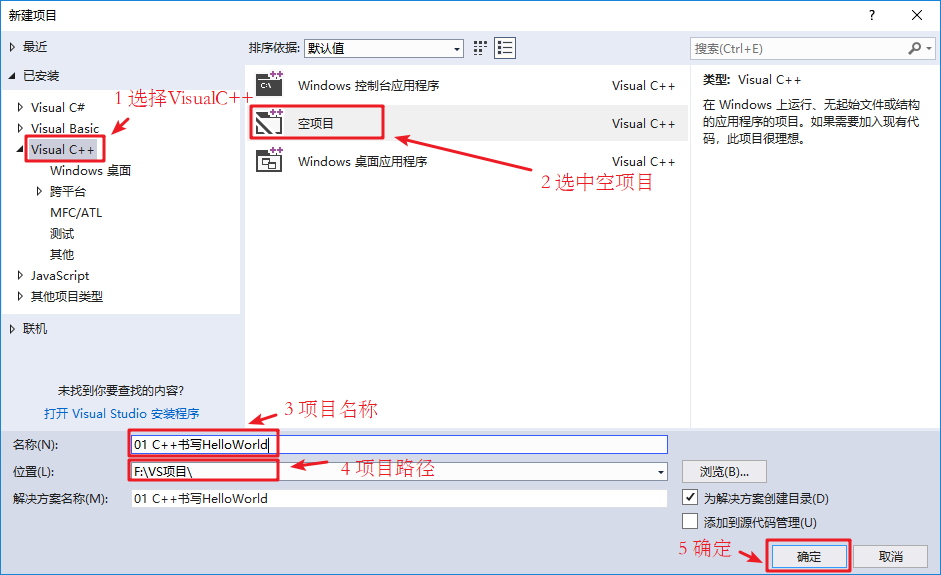 新建项目
?
最近
排序依据:
默认值
搜索(Ctrl+E)
已安装
Visual C#
Visual Basic
Visual C++
Windows 桌面
跨平台
MFC/ATL
测试
其他
JavaScript
其他项目类型
联机
未找到你要查找的内容?
打开 Visual Studio 安装程序
1 选择VisualC++
Windows 控制台应用程序 Visual C++
空项目 Visual C++
Windows 桌面应用程序 Visual C++
2 选中空项目
类型: Visual C++
在 Windows 上运行、无起始文件或结构
的应用程序的项目。如果需要加入现有代
码，此项目很理想。
3 项目名称
名称(N): 01 C++书写HelloWorld
4 项目路径
位置(L): F:\VS项目\
浏览(B)...
解决方案名称(M): 01 C++书写HelloWorld
为解决方案创建目录(D)
添加到源代码管理(U)
5 确定
确定
取消